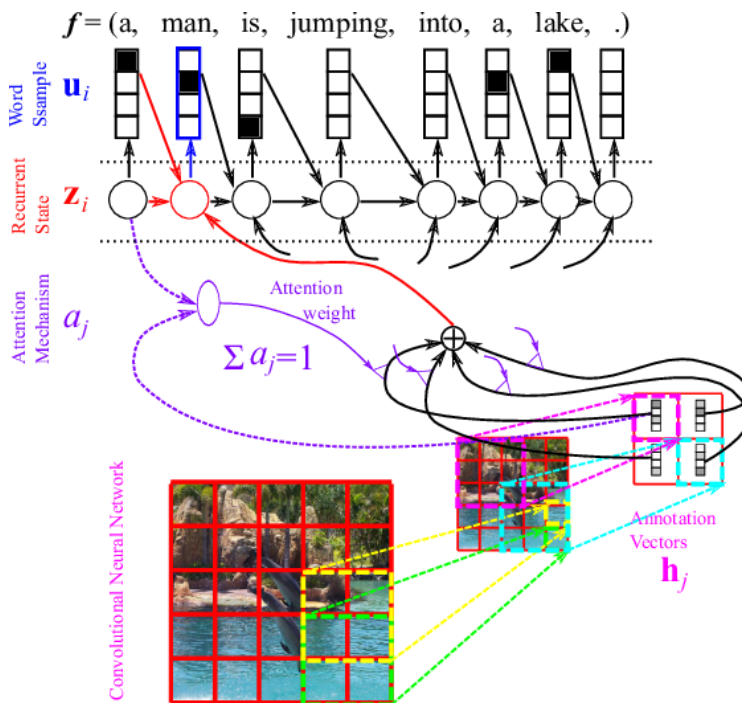 f = (a, man, is, jumping, into, a, lake, .)
Word
Ssample
u_i
Recurrent
State
z_i
Attention
Mechanism
a_j
Attention
weight
Σ a_j=1
Convolutional Neural Network
Annotation
Vectors
h_j